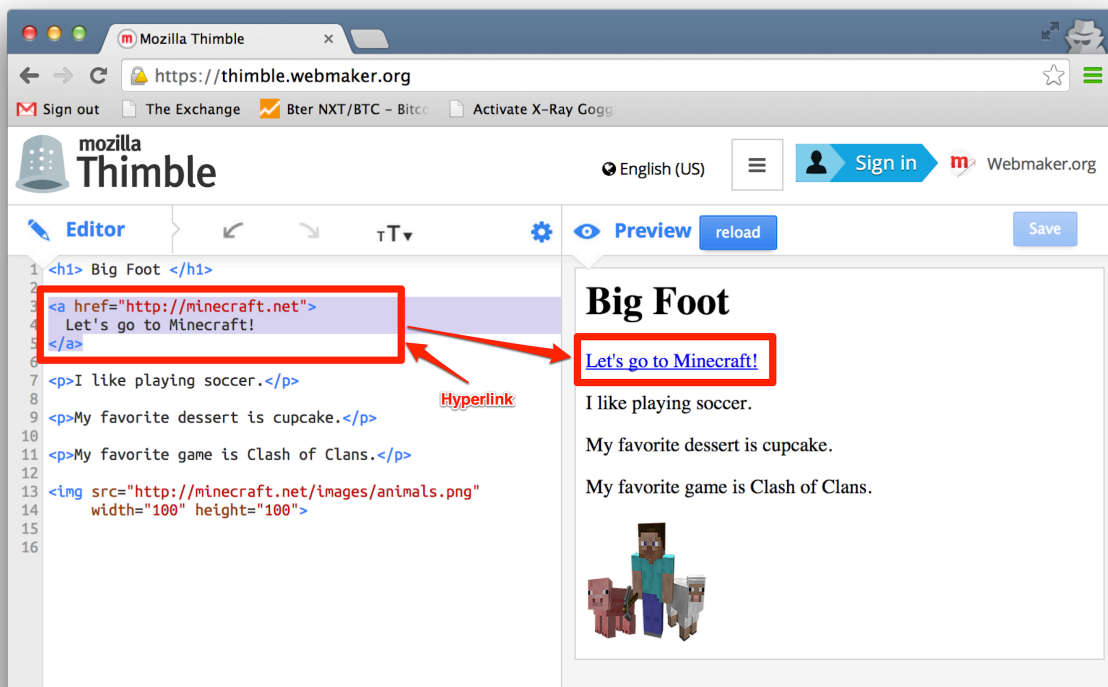 Mozilla Thimble
https://thimble.webmaker.org
Sign out
The Exchange
Bter NXT/BTC - Bitc
Activate X-Ray Gogg
mozilla
Thimble
English (US)
Sign in
m
Webmaker.org
Editor
TT
Preview
reload
Save
1 <h1> Big Foot </h1>
2
3 <a href="http://minecraft.net">
4 Let's go to Minecraft!
5 </a>
6
7 <p>I like playing soccer.</p>
8
9 <p>My favorite dessert is cupcake.</p>
10
11 <p>My favorite game is Clash of Clans.</p>
12
13 <img src="http://minecraft.net/images/animals.png"
14 width="100" height="100">
15
16
Hyperlink
Big Foot
Let's go to Minecraft!
I like playing soccer.
My favorite dessert is cupcake.
My favorite game is Clash of Clans.